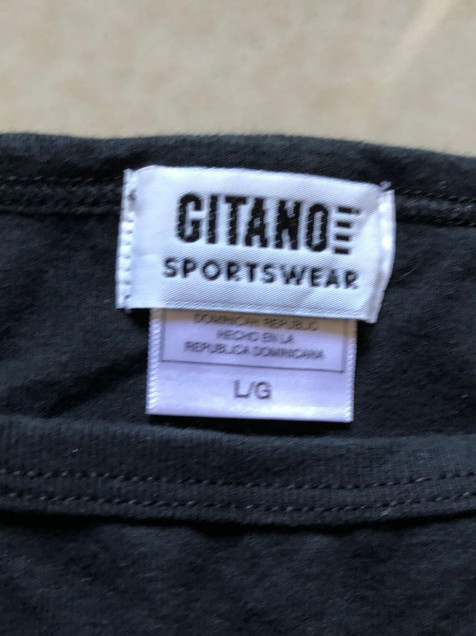 GITANO
SPORTSWEAR
DOMINICAN REPUBLIC
HECHO EN LA
REPUBLICA DOMINICANA
L/G